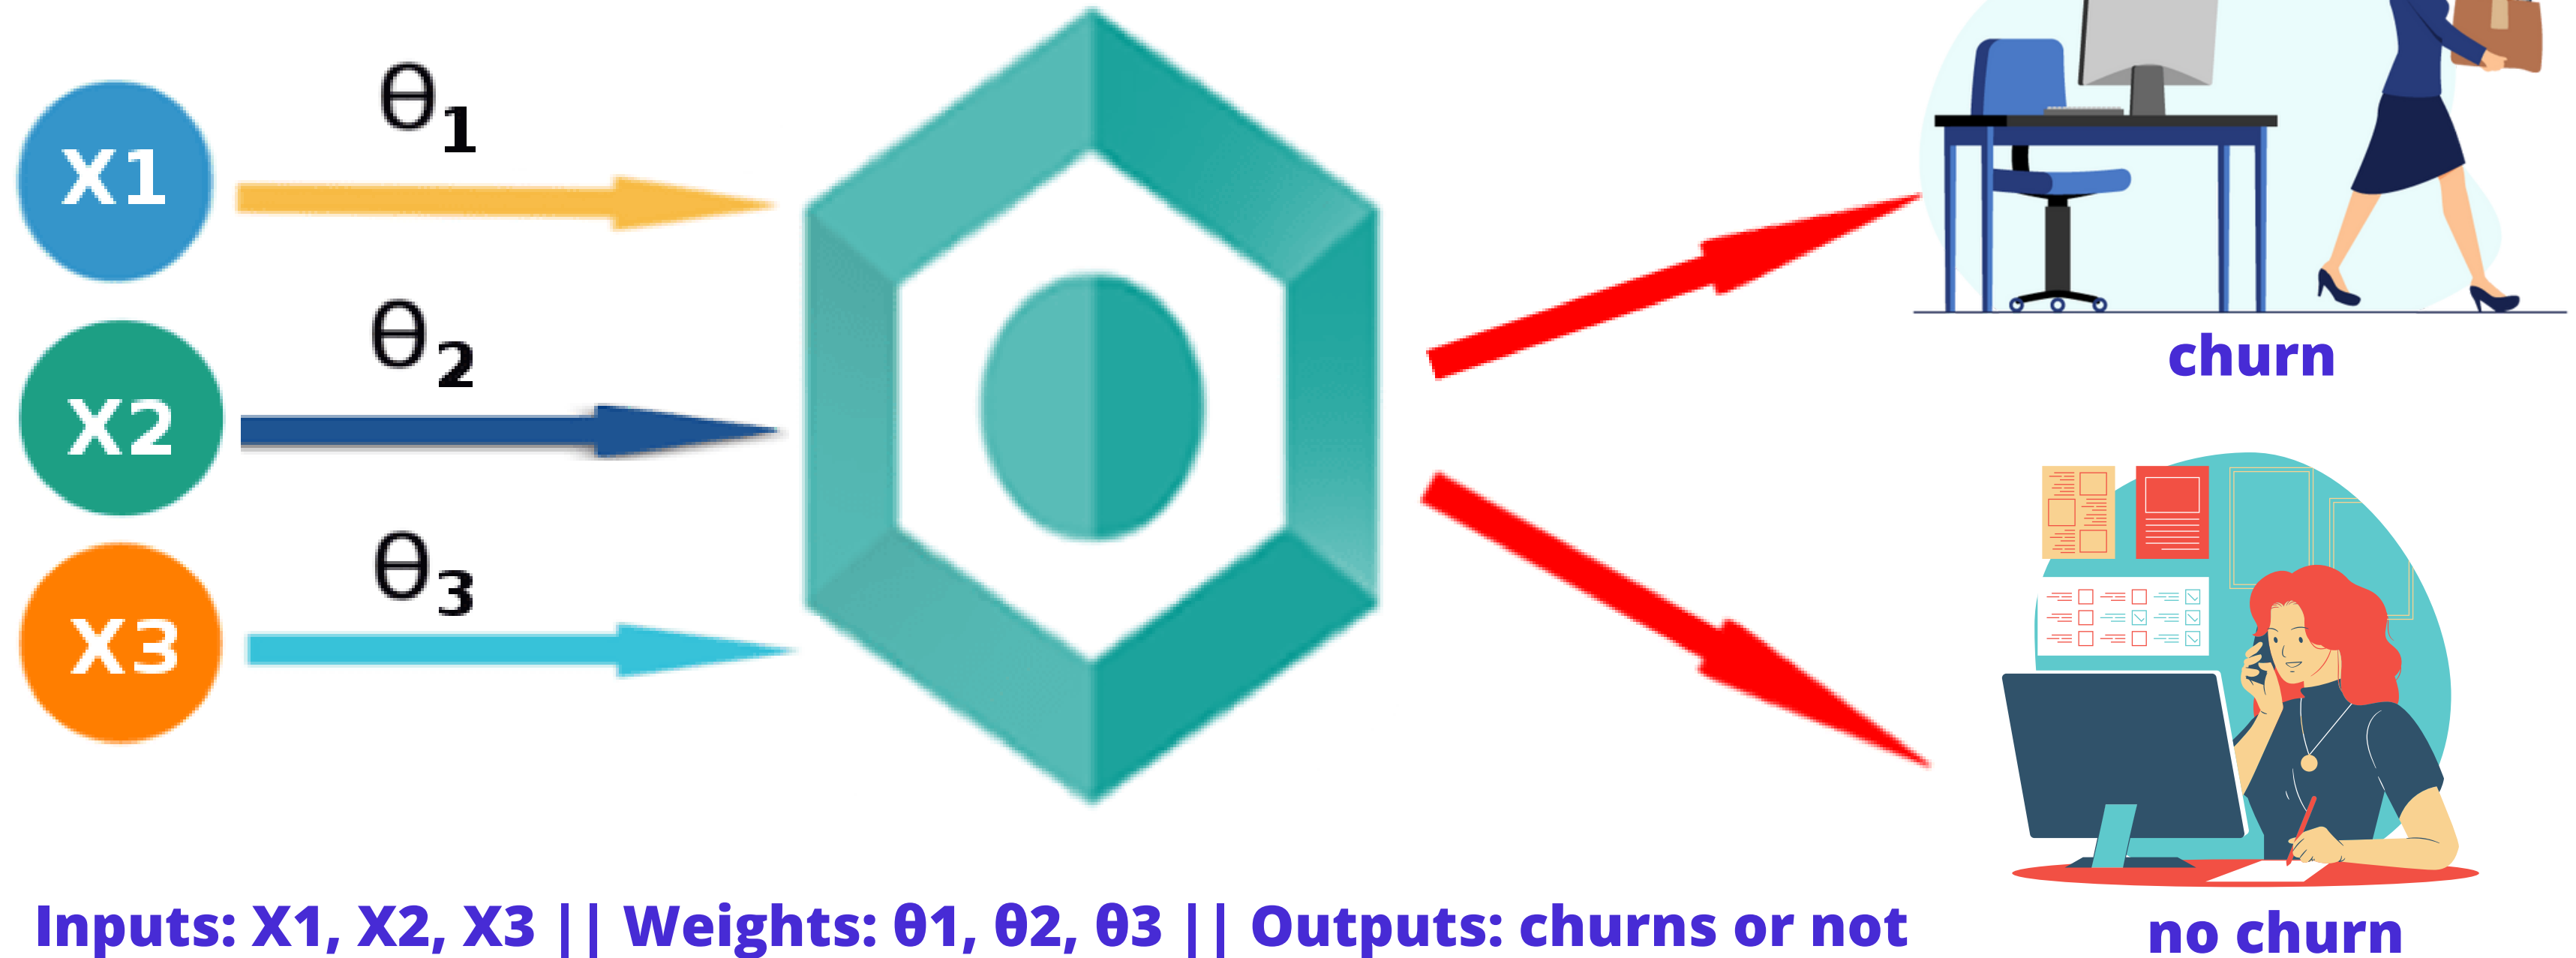 X1
θ1
X2
θ2
X3
θ3
churn
no churn
Inputs: X1, X2, X3 || Weights: θ1, θ2, θ3 || Outputs: churns or not